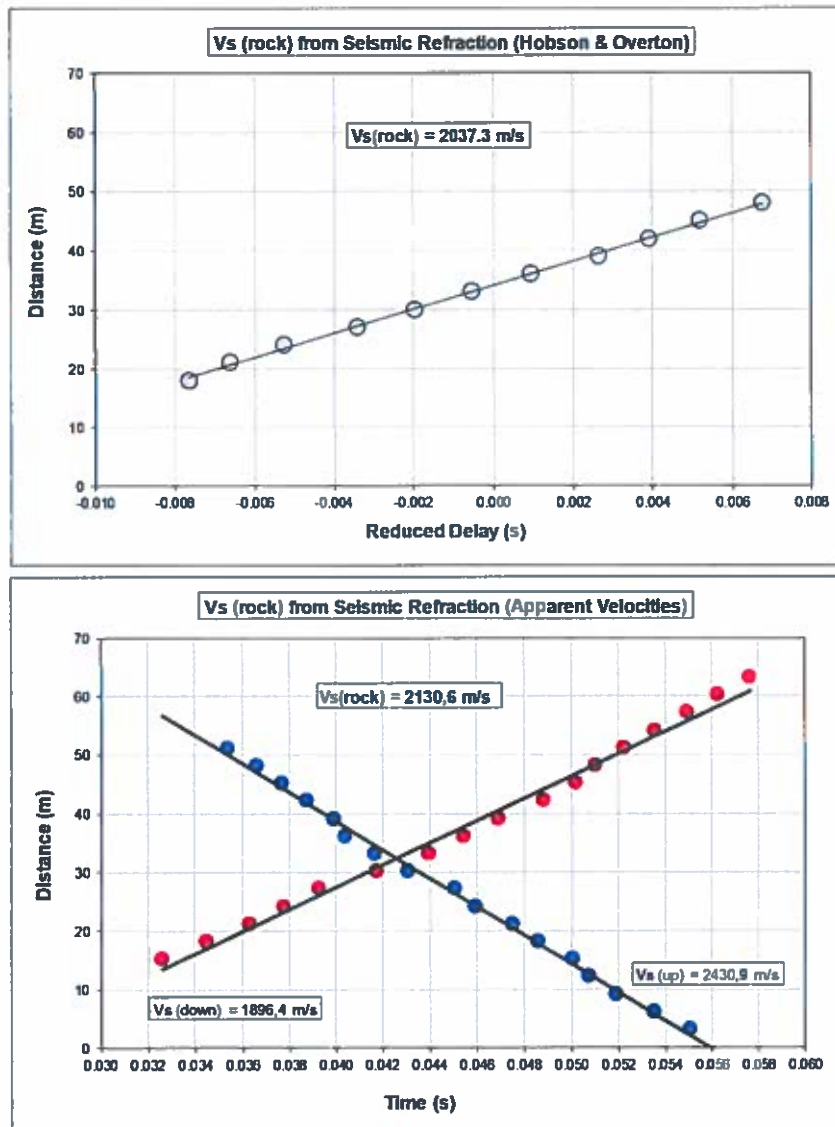 Vs (rock) from Seismic Refraction (Hobson & Overton)
70
60
50
40
30
20
10
0
Distance (m)
Vs(rock) = 2037.3 m/s
-0.010 -0.008 -0.006 -0.004 -0.002 0.000 0.002 0.004 0.006 0.008
Reduced Delay (s)
Vs (rock) from Seismic Refraction (Apparent Velocities)
70
60
50
40
30
20
10
0
Distance (m)
Vs(rock) = 2130,6 m/s
Vs (up) = 2430,9 m/s
Vs (down) = 1896,4 m/s
0.030 0.032 0.034 0.036 0.038 0.040 0.042 0.044 0.046 0.048 0.050 0.052 0.054 0.056 0.058 0.060
Time (s)